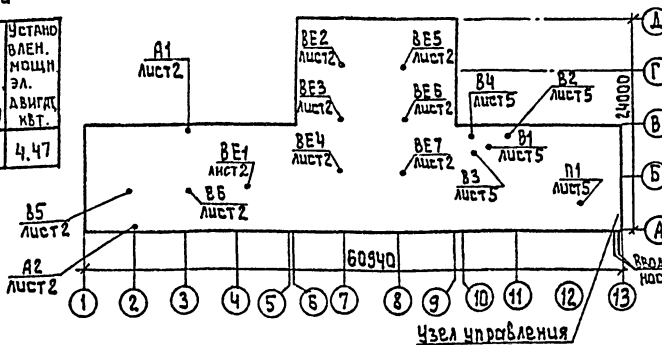 Устано
влен.
мощн
эл.
двигат,
кВт.
4.47
А1
лист2
ВЕ2
лист2
ВЕ5
лист2
ВЕ3
лист2
ВЕ6
лист2
В4
лист5
В2
лист5
ВЕ4
лист2
ВЕ7
лист2
В1
лист5
В3
лист5
ВЕ1
лист2
В6
лист2
П1
лист5
В5
лист2
А2
лист2
24000
60940
Д
Г
В
Б
А
Ввод
1
2
3
4
5
6
7
8
9
10
11
12
13
Узел управления